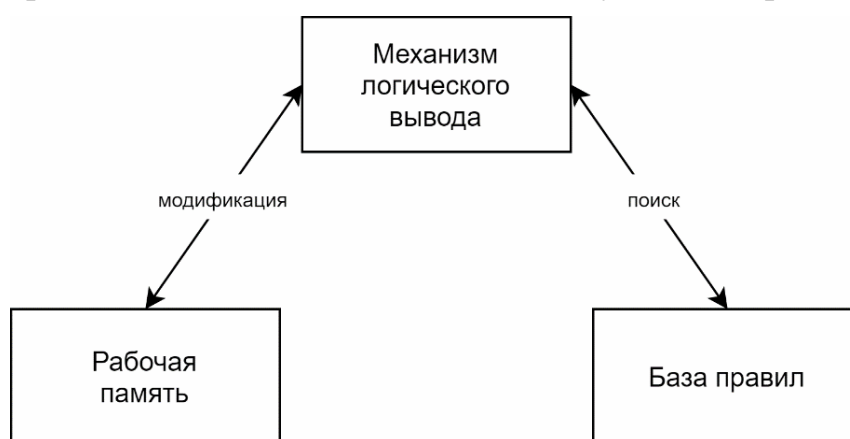 Механизм
логического
вывода
модификация
поиск
Рабочая
память
База правил